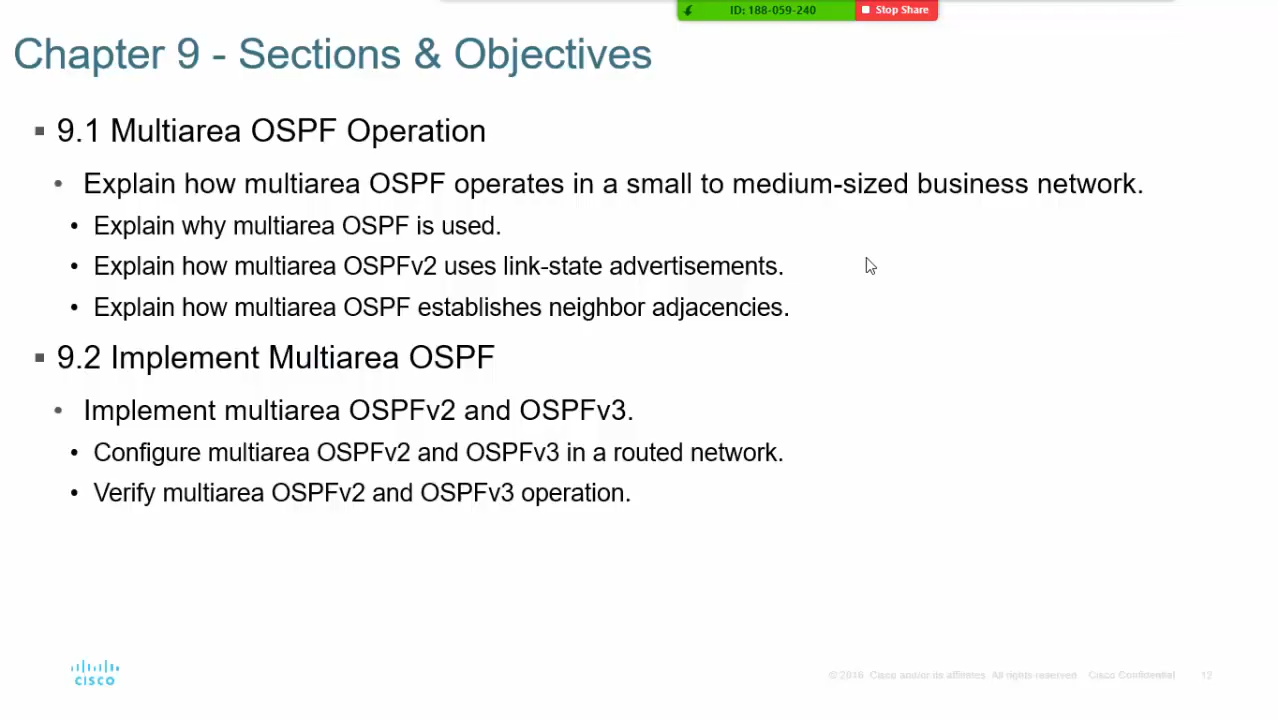 ID: 188-059-240 Stop Share
Chapter 9 - Sections & Objectives
▪ 9.1 Multiarea OSPF Operation
• Explain how multiarea OSPF operates in a small to medium-sized business network.
• Explain why multiarea OSPF is used.
• Explain how multiarea OSPFv2 uses link-state advertisements.
• Explain how multiarea OSPF establishes neighbor adjacencies.
▪ 9.2 Implement Multiarea OSPF
• Implement multiarea OSPFv2 and OSPFv3.
• Configure multiarea OSPFv2 and OSPFv3 in a routed network.
• Verify multiarea OSPFv2 and OSPFv3 operation.
CISCO
© 2016 Cisco and/or its affiliates. All rights reserved. Cisco Confidential 12